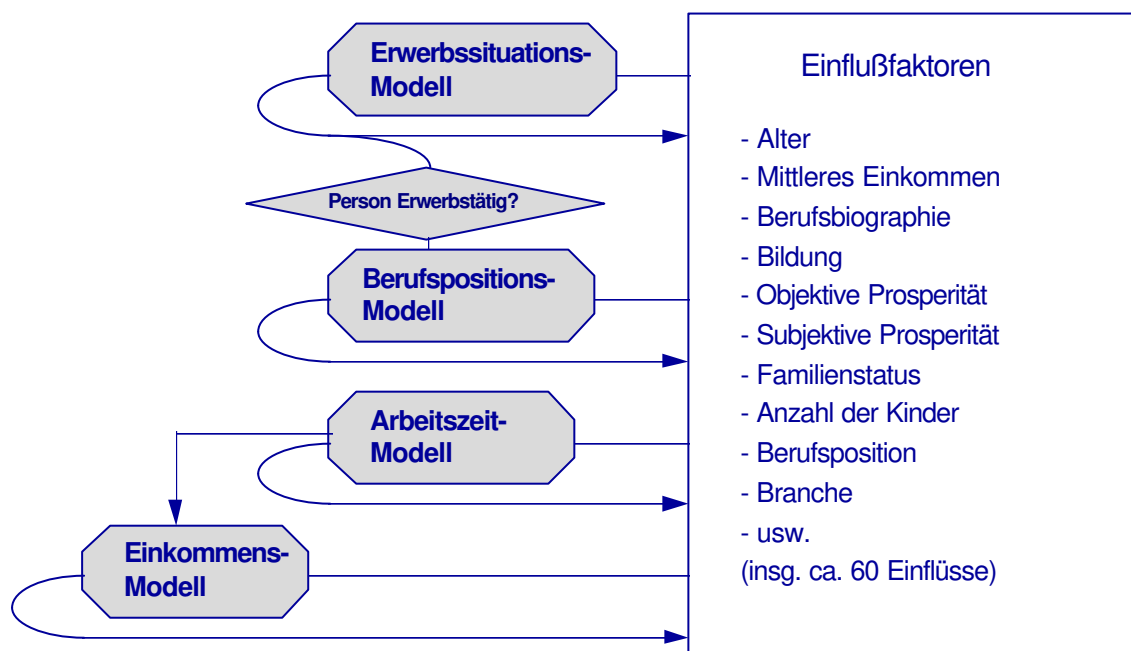 Erwerbssituations-
Modell
Person Erwerbstätig?
Berufspositions-
Modell
Arbeitszeit-
Modell
Einkommens-
Modell
Einflußfaktoren
- Alter
- Mittleres Einkommen
- Berufsbiographie
- Bildung
- Objektive Prosperität
- Subjektive Prosperität
- Familienstatus
- Anzahl der Kinder
- Berufsposition
- Branche
- usw.
(insg. ca. 60 Einflüsse)